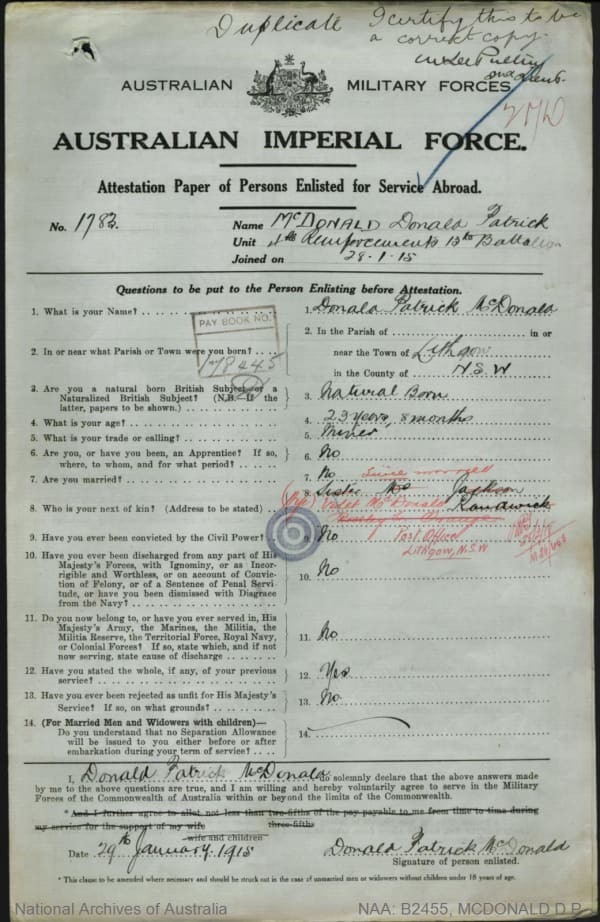 Duplicate I certify this to be
a correct copy.
AUSTRALIAN MILITARY FORCES
AUSTRALIAN IMPERIAL FORCE.
Attestation Paper of Persons Enlisted for Service Abroad.
No. 1783.
Name McDONALD Donald Patrick
Unit 4th Reinforcements 13th Battalion
Joined on 28-1-15
Questions to be put to the Person Enlisting before Attestation.
1. What is your Name? 1. Donald Patrick McDonald
PAY BOOK NO.
178445
2. In or near what Parish or Town were you born? 2. In the Parish of in or
near the Town of Lithgow
in the County of N.S.W
3. Are you a natural born British Subject or a
Naturalized British Subject? (N.B. If the
latter, papers to be shown.) 3. Natural Born
4. What is your age? 4. 23 years, 8 months
5. What is your trade or calling? 5. Miner
6. Are you, or have you been, an Apprentice? If so,
where, to whom, and for what period? 6. No
7. Are you married? 7. No Since married
8. Who is your next of kin? (Address to be stated) 8. Sister Jackson
Violet McDonald Randwick
Post Office
Lithgow, N.S.W
9. Have you ever been convicted by the Civil Power? 9. No
10. Have you ever been discharged from any part of His
Majesty's Forces, with Ignominy, or as Incor-
rigible and Worthless, or on account of Convic-
tion of Felony, or of a Sentence of Penal Servi-
tude, or have you been dismissed with Disgrace
from the Navy? 10. No
11. Do you now belong to, or have you ever served in, His
Majesty's Army, the Marines, the Militia, the
Militia Reserve, the Territorial Force, Royal Navy,
or Colonial Forces? If so, state which, and if not
now serving, state cause of discharge 11. No
12. Have you stated the whole, if any, of your previous
service? 12. Yes
13. Have you ever been rejected as unfit for His Majesty's
Service? If so, on what grounds? 13. No
14. (For Married Men and Widowers with children)—
Do you understand that no Separation Allowance
will be issued to you either before or after
embarkation during your term of service? 14.
I, Donald Patrick McDonald do solemnly declare that the above answers made
by me to the above questions are true, and I am willing and hereby voluntarily agree to serve in the Military
Forces of the Commonwealth of Australia within or beyond the limits of the Commonwealth.
* And I further agree to allot not less than two-fifths of the pay payable to me from time to time during
three-fifths
my service for the support of my wife
wife and children
Date 29th January 1915 Donald Patrick McDonald
Signature of person enlisted.
* This clause to be amended where necessary and should be struck out in the case of unmarried men or widowers without children under 18 years of age.
National Archives of Australia NAA: B2455, MCDONALD D P